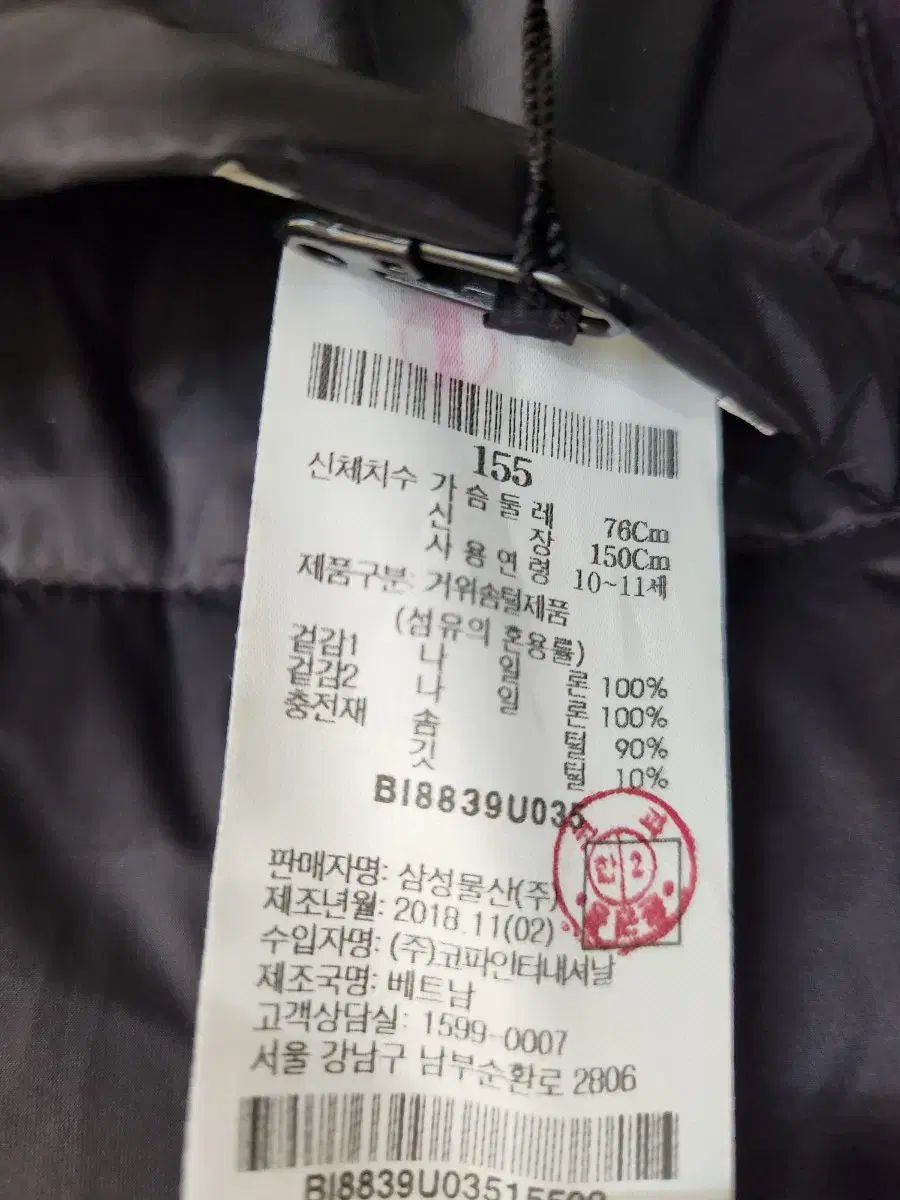 155
신체치수 가슴둘레 76Cm
신장 150Cm
사용연령 10~11세
제품구분: 거위솜털제품
(섬유의 혼용률)
겉감1 나일론 100%
겉감2 나일론 100%
충전재 솜털 90%
깃털 10%
BI8839U035
판매자명: 삼성물산(주)
제조년월: 2018.11(02)
수입자명: (주)코파인터내셔날
제조국명: 베트남
고객상담실: 1599-0007
서울 강남구 남부순환로 2806